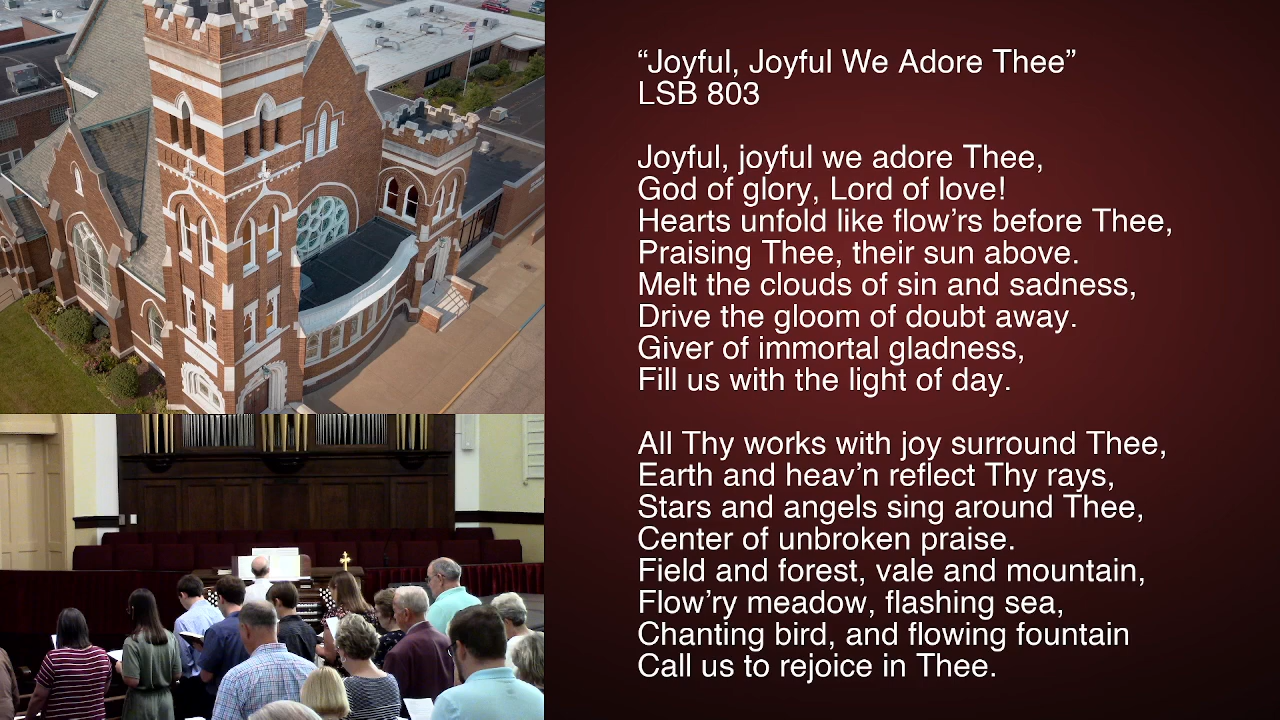 “Joyful, Joyful We Adore Thee”
LSB 803
Joyful, joyful we adore Thee,
God of glory, Lord of love!
Hearts unfold like flow’rs before Thee,
Praising Thee, their sun above.
Melt the clouds of sin and sadness,
Drive the gloom of doubt away.
Giver of immortal gladness,
Fill us with the light of day.
All Thy works with joy surround Thee,
Earth and heav’n reflect Thy rays,
Stars and angels sing around Thee,
Center of unbroken praise.
Field and forest, vale and mountain,
Flow’ry meadow, flashing sea,
Chanting bird, and flowing fountain
Call us to rejoice in Thee.